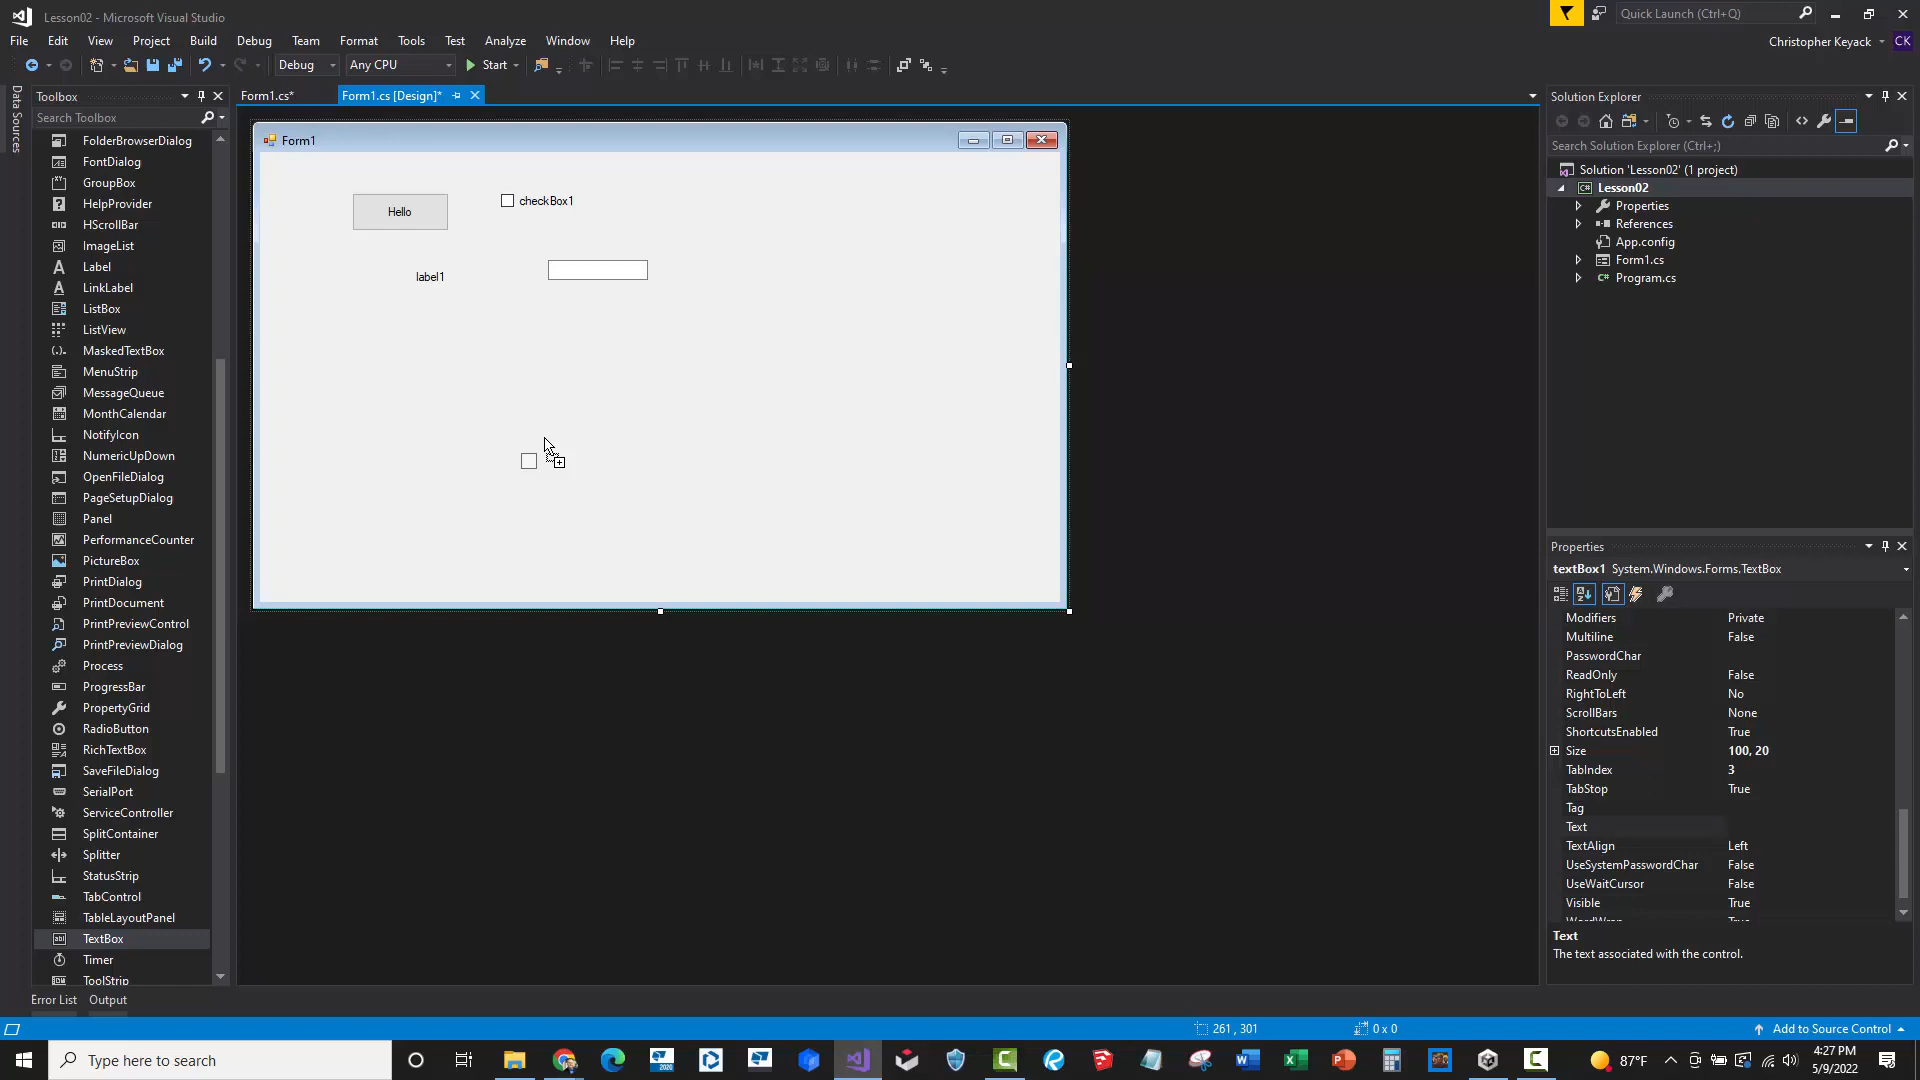 Lesson02 - Microsoft Visual Studio
Quick Launch (Ctrl+Q)
File Edit View Project Build Debug Team Format Tools Test Analyze Window Help
Christopher Keyack CK
Debug Any CPU Start
Data Sources
Toolbox
Form1.cs*
Form1.cs [Design]*
Solution Explorer
Search Toolbox
Search Solution Explorer (Ctrl+;)
FolderBrowserDialog
FontDialog
GroupBox
HelpProvider
HScrollBar
ImageList
Label
LinkLabel
ListBox
ListView
MaskedTextBox
MenuStrip
MessageQueue
MonthCalendar
NotifyIcon
NumericUpDown
OpenFileDialog
PageSetupDialog
Panel
PerformanceCounter
PictureBox
PrintDialog
PrintDocument
PrintPreviewControl
PrintPreviewDialog
Process
ProgressBar
PropertyGrid
RadioButton
RichTextBox
SaveFileDialog
SerialPort
ServiceController
SplitContainer
Splitter
StatusStrip
TabControl
TableLayoutPanel
TextBox
Timer
ToolStrip
Form1
Hello
checkBox1
label1
Solution 'Lesson02' (1 project)
Lesson02
Properties
References
App.config
Form1.cs
Program.cs
Properties
textBox1 System.Windows.Forms.TextBox
Modifiers Private
Multiline False
PasswordChar
ReadOnly False
RightToLeft No
ScrollBars None
ShortcutsEnabled True
Size 100, 20
TabIndex 3
TabStop True
Tag
Text
TextAlign Left
UseSystemPasswordChar False
UseWaitCursor False
Visible True
WordWrap True
Text
The text associated with the control.
Error List Output
261 , 301
0 x 0
Add to Source Control
Type here to search
87°F
4:27 PM
5/9/2022